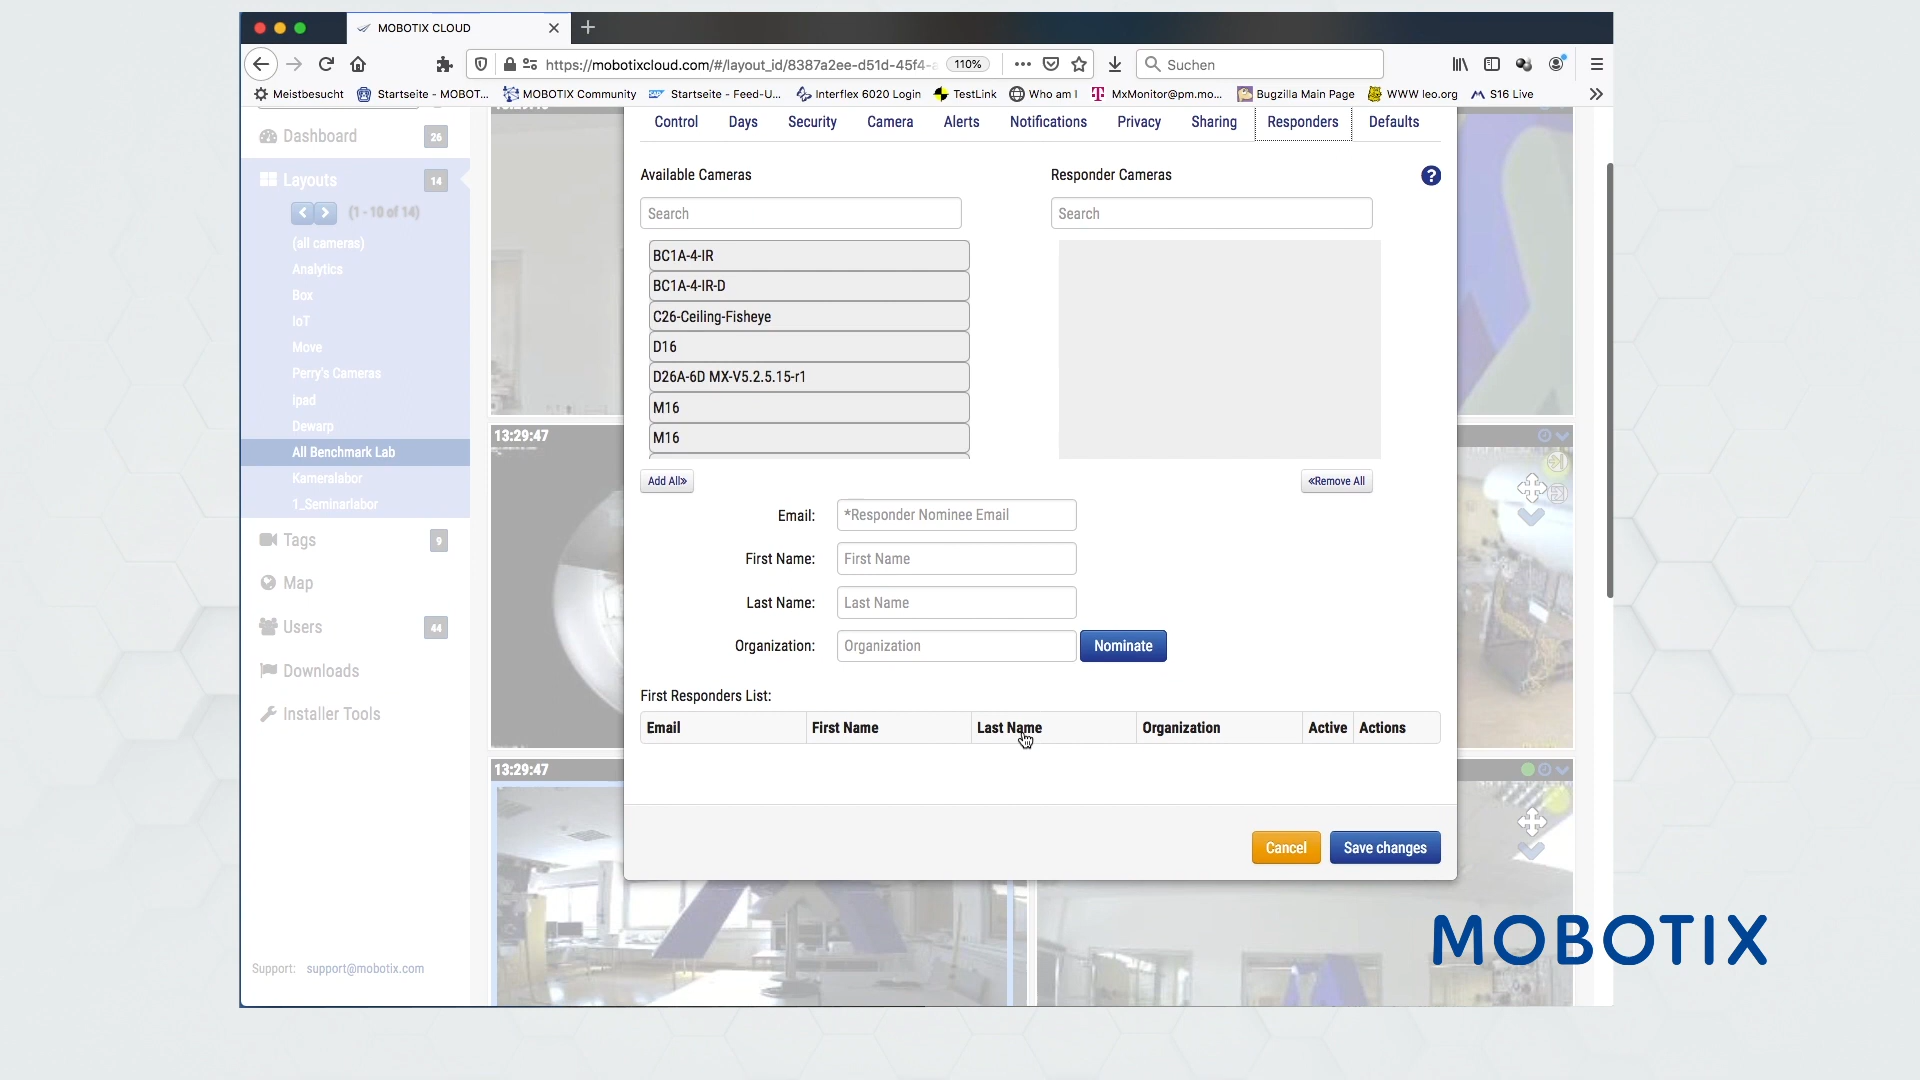 MOBOTIX CLOUD
https://mobotixcloud.com/#/layout_id/8387a2ee-d51d-45f4-a
110%
Suchen
Meistbesucht
Startseite - MOBOT...
MOBOTIX Community
Startseite - Feed-U...
Interflex 6020 Login
TestLink
Who am I
MxMonitor@pm.mo...
Bugzilla Main Page
WWW leo.org
S16 Live
Dashboard
26
Layouts
14
(1 - 10 of 14)
(all cameras)
Analytics
Box
IoT
Move
Perry's Cameras
Ipad
Dewarp
All Benchmark Lab
Kameralabor
1_Seminarlabor
Tags
9
Map
Users
44
Downloads
Installer Tools
Support: support@mobotix.com
13:29:47
13:29:47
Control
Days
Security
Camera
Alerts
Notifications
Privacy
Sharing
Responders
Defaults
Available Cameras
Responder Cameras
?
Search
Search
BC1A-4-IR
BC1A-4-IR-D
C26-Ceiling-Fisheye
D16
D26A-6D MX-V5.2.5.15-r1
M16
M16
Add All»
«Remove All
Email: *Responder Nominee Email
First Name: First Name
Last Name: Last Name
Organization: Organization
Nominate
First Responders List:
Email First Name Last Name Organization Active Actions
Cancel
Save changes
MOBOTIX